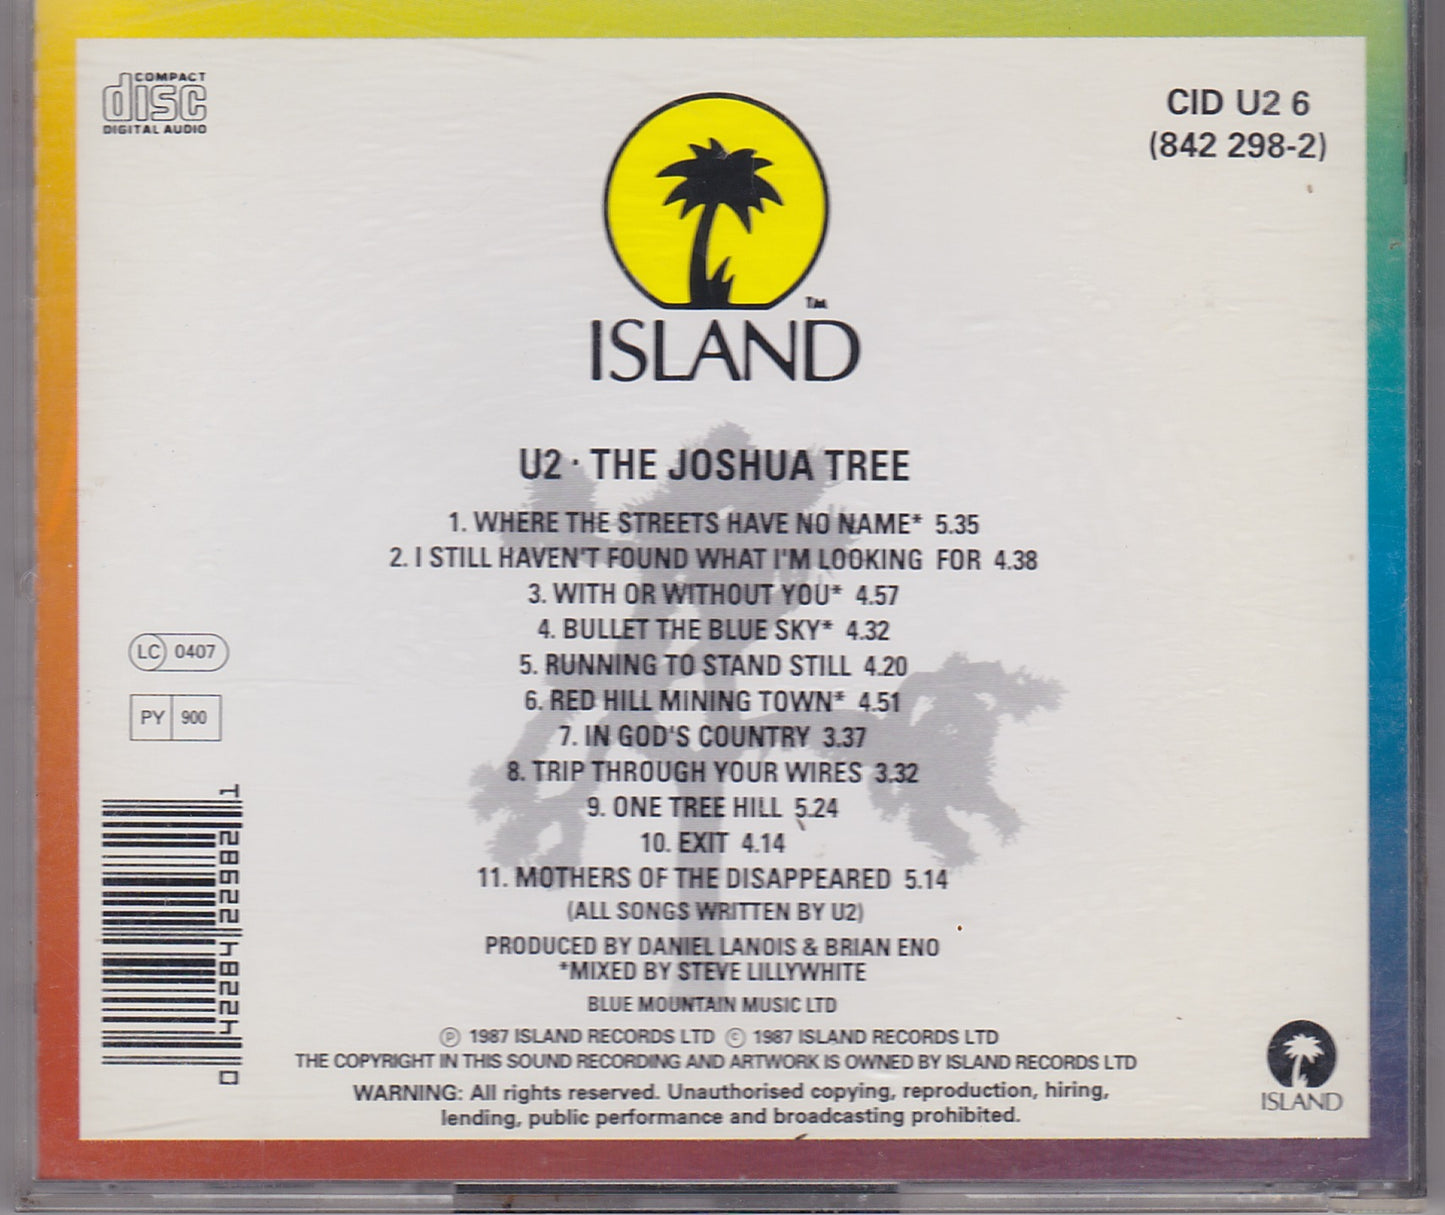 COMPACT
disc
DIGITAL AUDIO
CID U2 6
(842 298-2)
TM
ISLAND
U2 · THE JOSHUA TREE
1. WHERE THE STREETS HAVE NO NAME* 5.35
2. I STILL HAVEN'T FOUND WHAT I'M LOOKING FOR 4.38
3. WITH OR WITHOUT YOU* 4.57
4. BULLET THE BLUE SKY* 4.32
5. RUNNING TO STAND STILL 4.20
6. RED HILL MINING TOWN* 4.51
7. IN GOD'S COUNTRY 3.37
8. TRIP THROUGH YOUR WIRES 3.32
9. ONE TREE HILL 5.24
10. EXIT 4.14
11. MOTHERS OF THE DISAPPEARED 5.14
(ALL SONGS WRITTEN BY U2)
PRODUCED BY DANIEL LANOIS & BRIAN ENO
*MIXED BY STEVE LILLYWHITE
BLUE MOUNTAIN MUSIC LTD
Ⓟ 1987 ISLAND RECORDS LTD © 1987 ISLAND RECORDS LTD
THE COPYRIGHT IN THIS SOUND RECORDING AND ARTWORK IS OWNED BY ISLAND RECORDS LTD
WARNING: All rights reserved. Unauthorised copying, reproduction, hiring,
lending, public performance and broadcasting prohibited.
LC 0407
PY 900
0 42284 22982 1
ISLAND